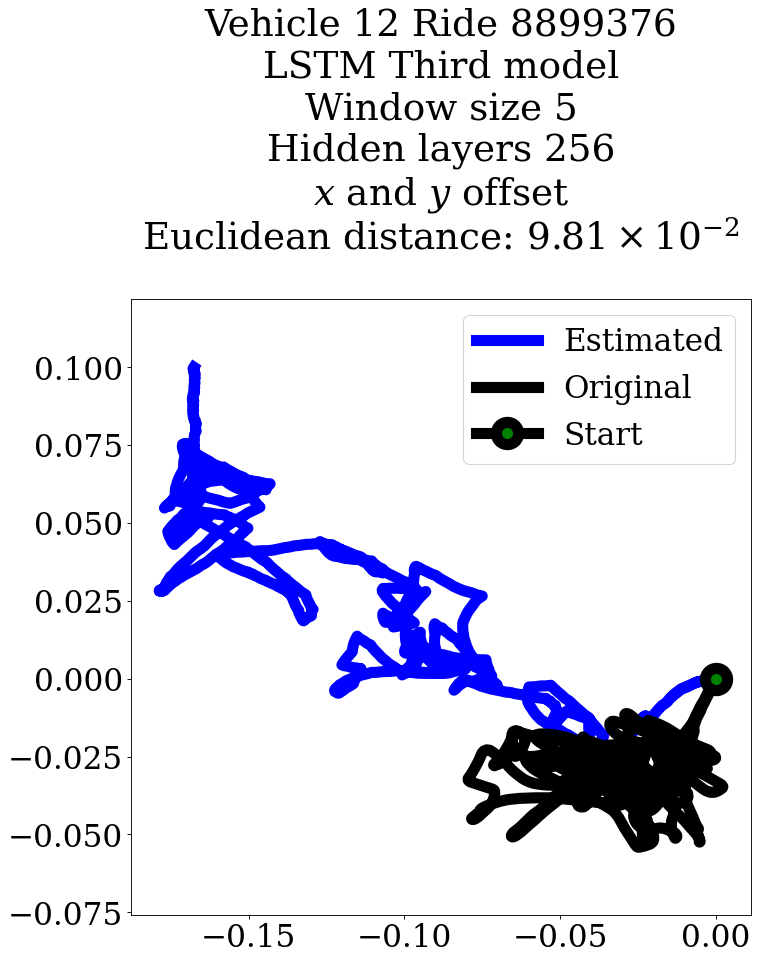 Vehicle 12 Ride 8899376
LSTM Third model
Window size 5
Hidden layers 256
x and y offset
Euclidean distance: 9.81 × 10⁻²
Estimated
Original
Start
0.100
0.075
0.050
0.025
0.000
−0.025
−0.050
−0.075
−0.15 −0.10 −0.05 0.00